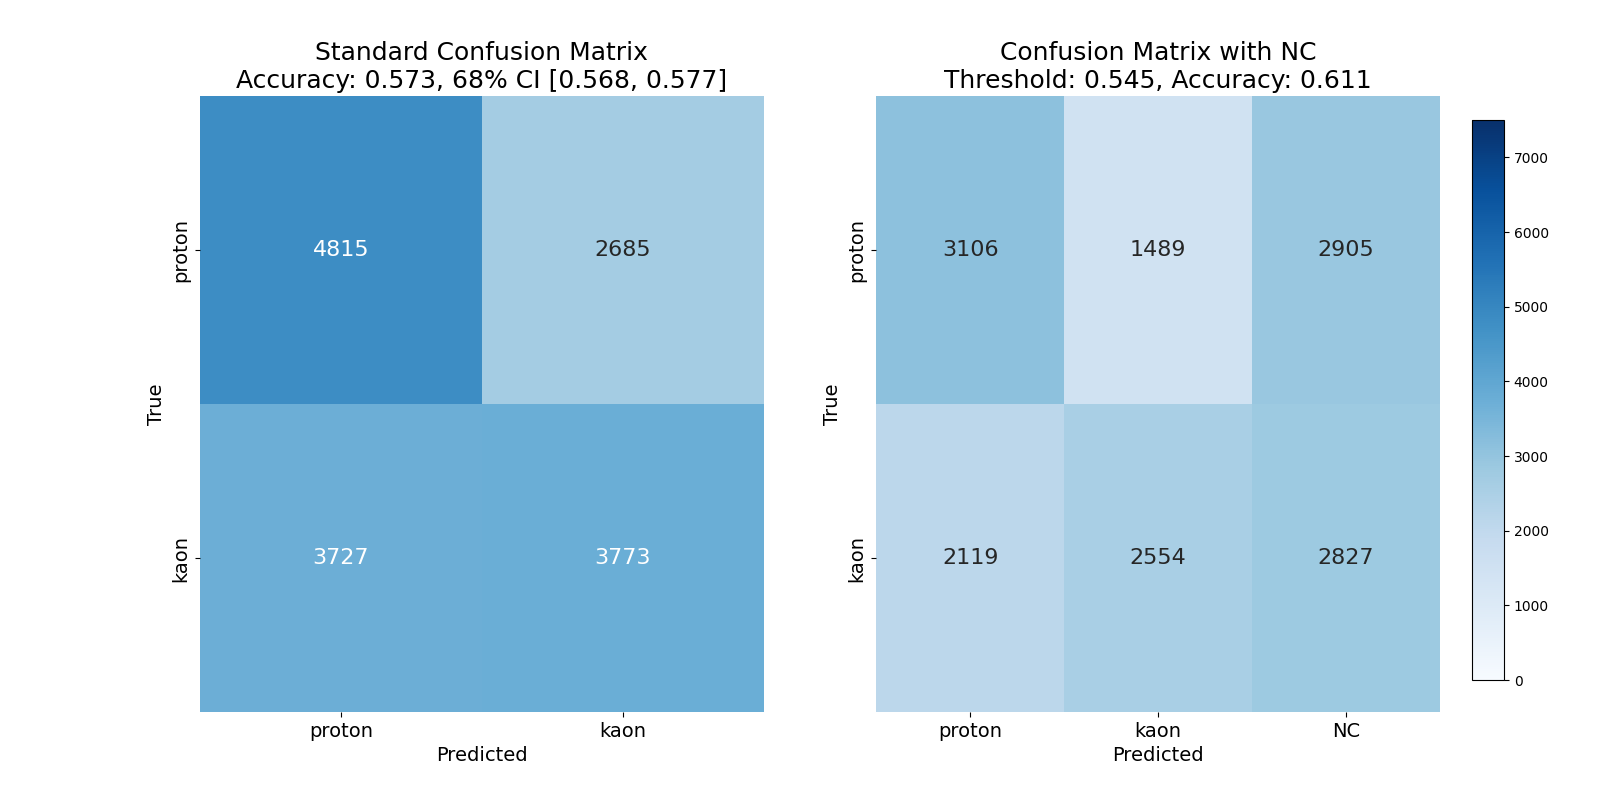 Standard Confusion Matrix
Accuracy: 0.573, 68% CI [0.568, 0.577]
proton
kaon
True
4815
2685
3727
3773
proton
kaon
Predicted
Confusion Matrix with NC
Threshold: 0.545, Accuracy: 0.611
proton
kaon
True
3106
1489
2905
2119
2554
2827
proton
kaon
NC
Predicted
7000
6000
5000
4000
3000
2000
1000
0